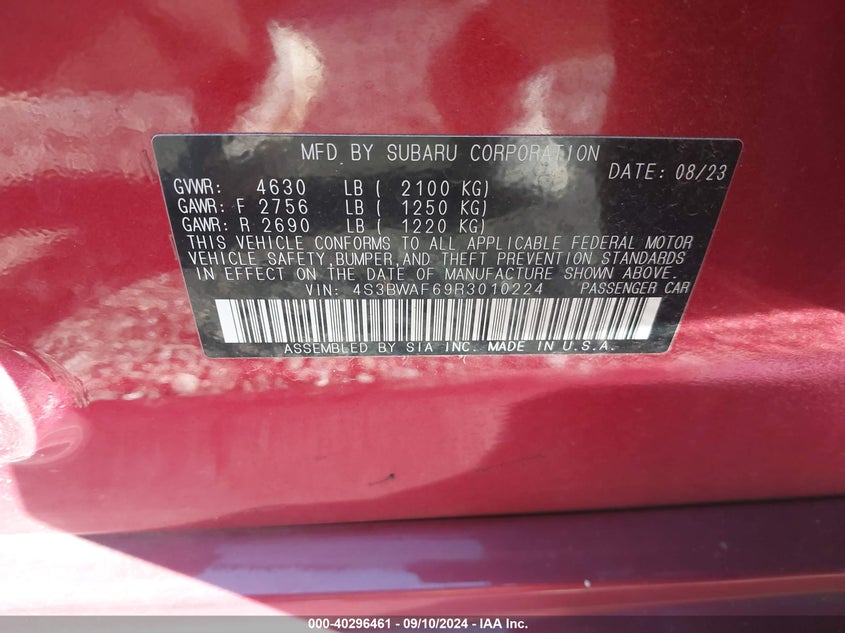 MFD. BY SUBARU CORPORATION
DATE: 08/23
GVWR: 4630 LB ( 2100 KG)
GAWR: F 2756 LB ( 1250 KG)
GAWR: R 2690 LB ( 1220 KG)
THIS VEHICLE CONFORMS TO ALL APPLICABLE FEDERAL MOTOR
VEHICLE SAFETY,BUMPER,AND THEFT PREVENTION STANDARDS
IN EFFECT ON THE DATE OF MANUFACTURE SHOWN ABOVE.
VIN: 4S3BWAF69R3010224 PASSENGER CAR
ASSEMBLED BY SIA INC. MADE IN U.S.A.
000-40296461 - 09/10/2024 - IAA Inc.